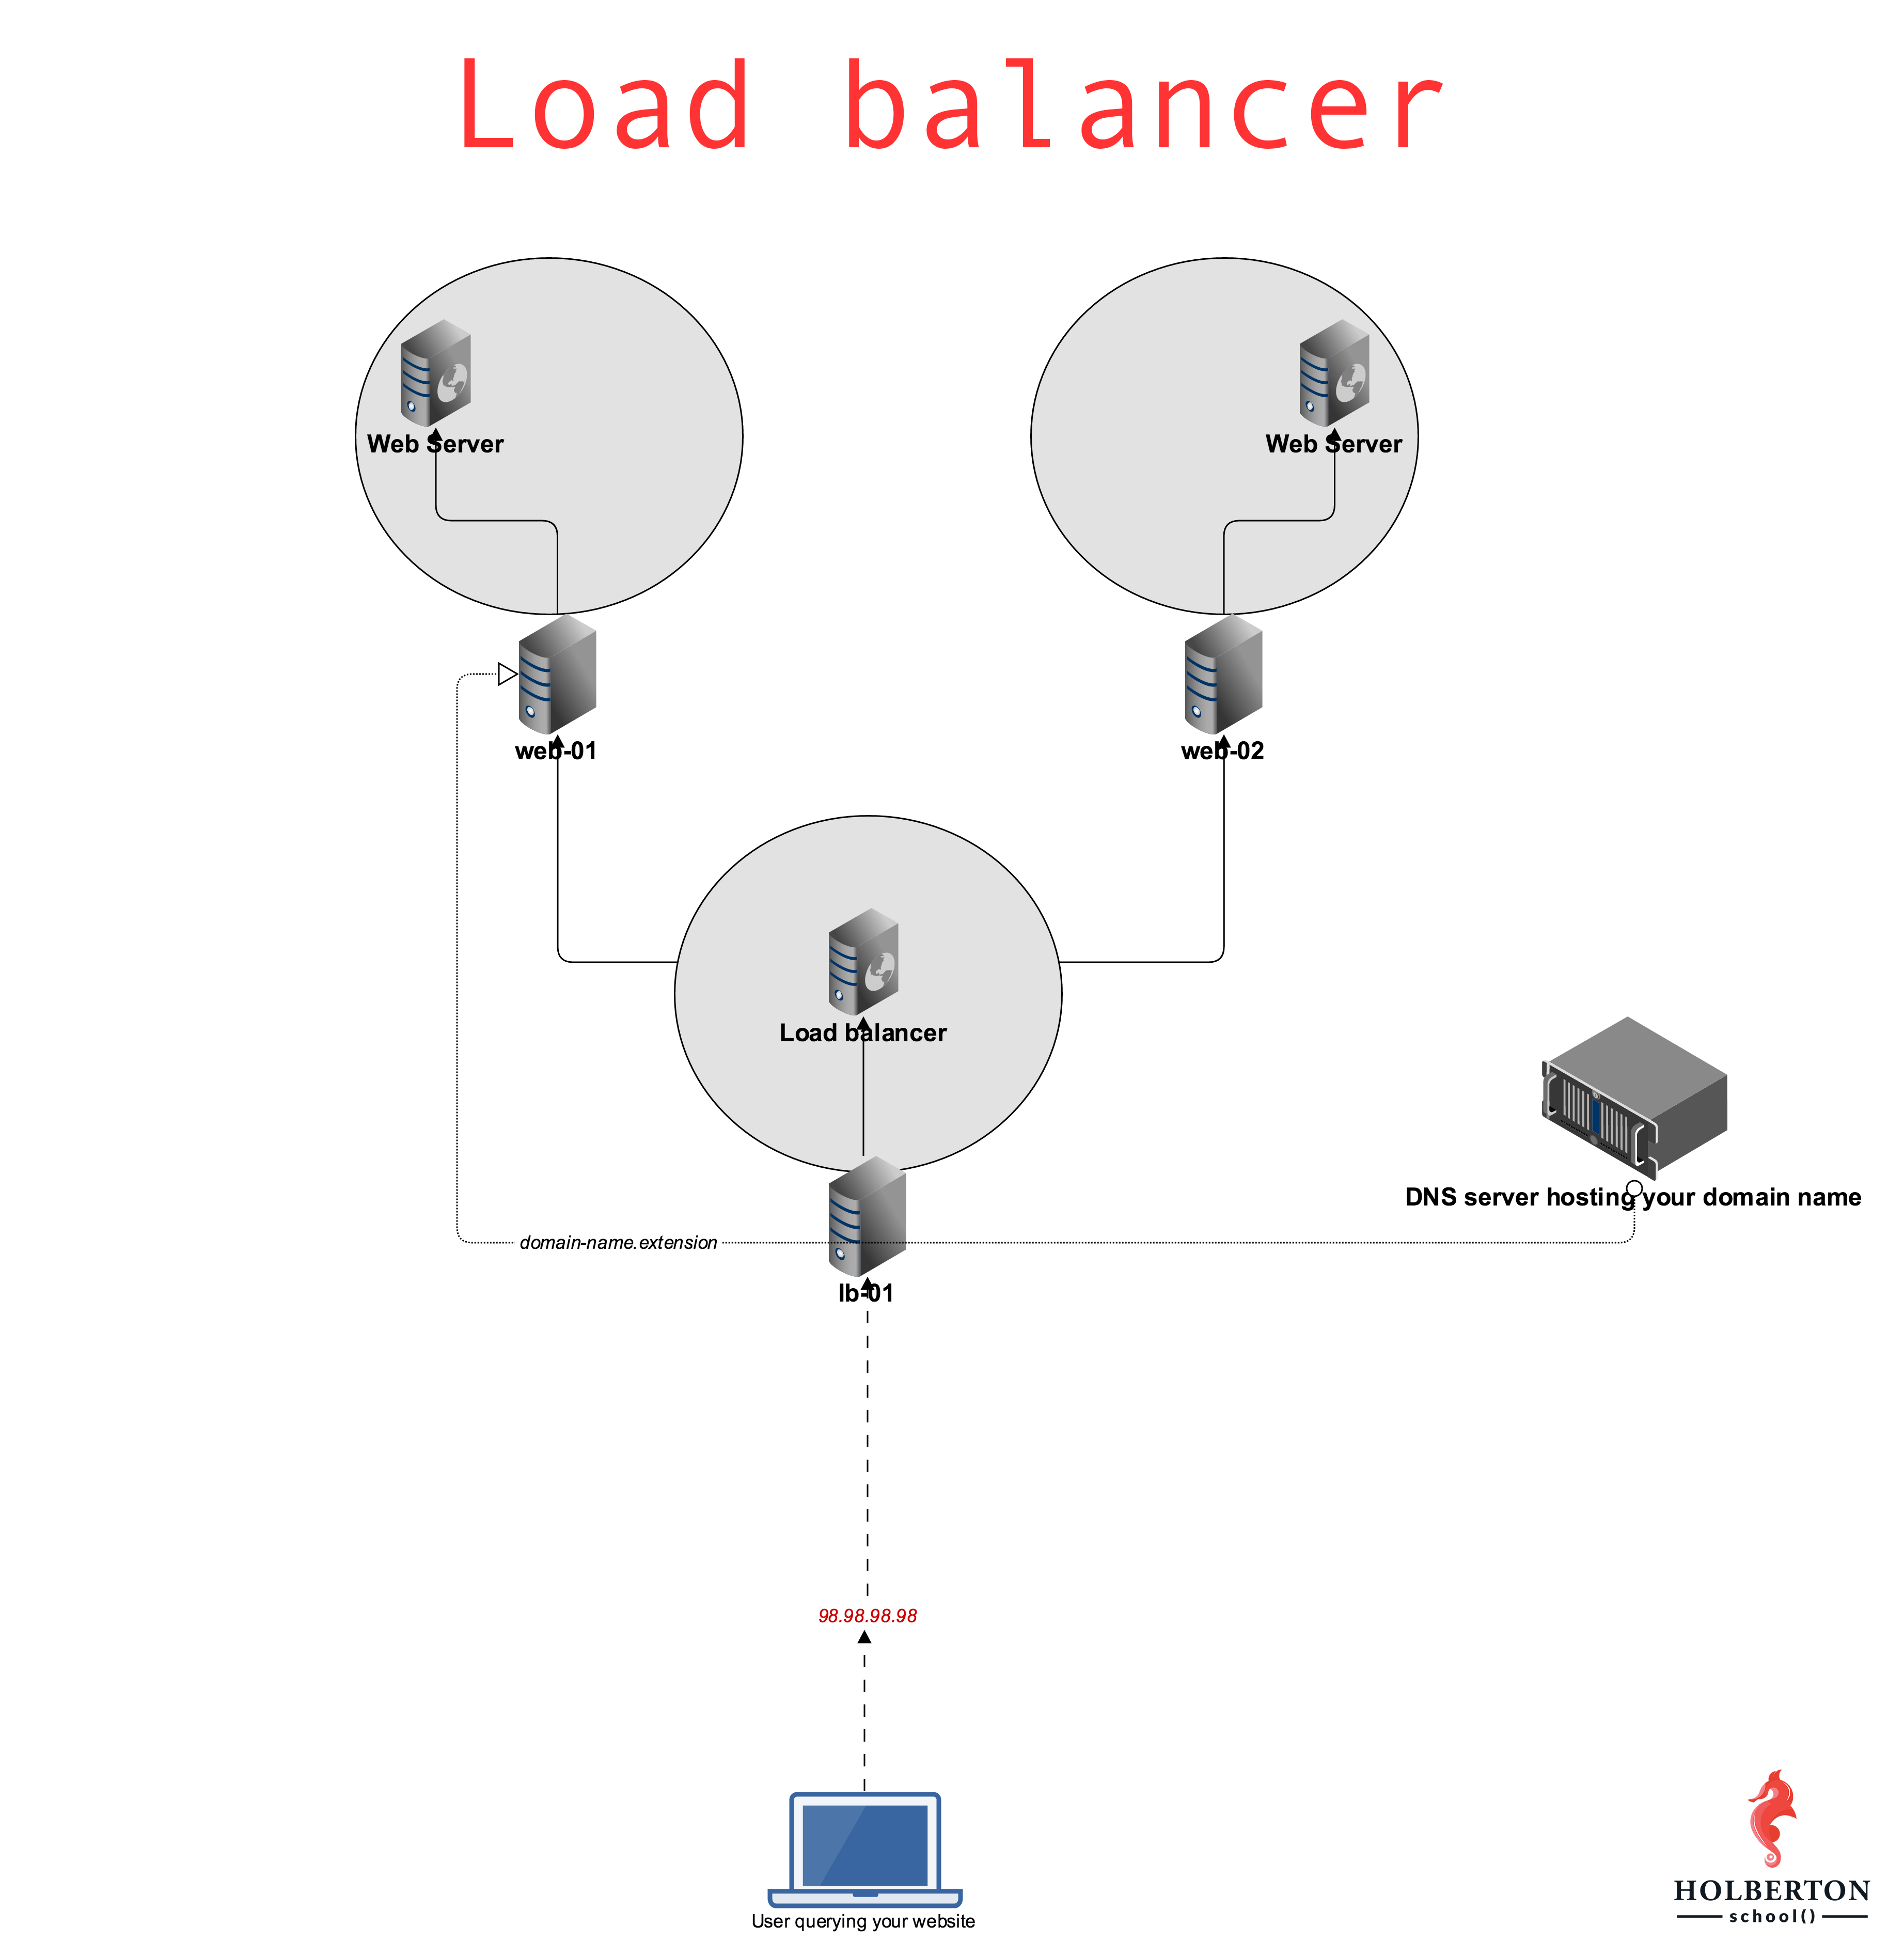 Load balancer
Web Server
Web Server
web-01
web-02
Load balancer
DNS server hosting your domain name
domain-name.extension
lb-01
98.98.98.98
User querying your website
HOLBERTON
school()